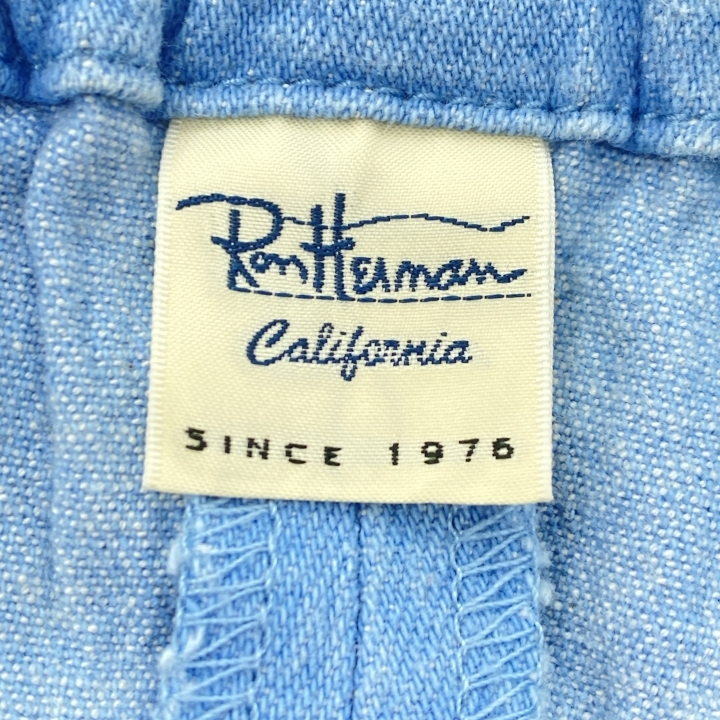 Ron Herman
California
SINCE 1976